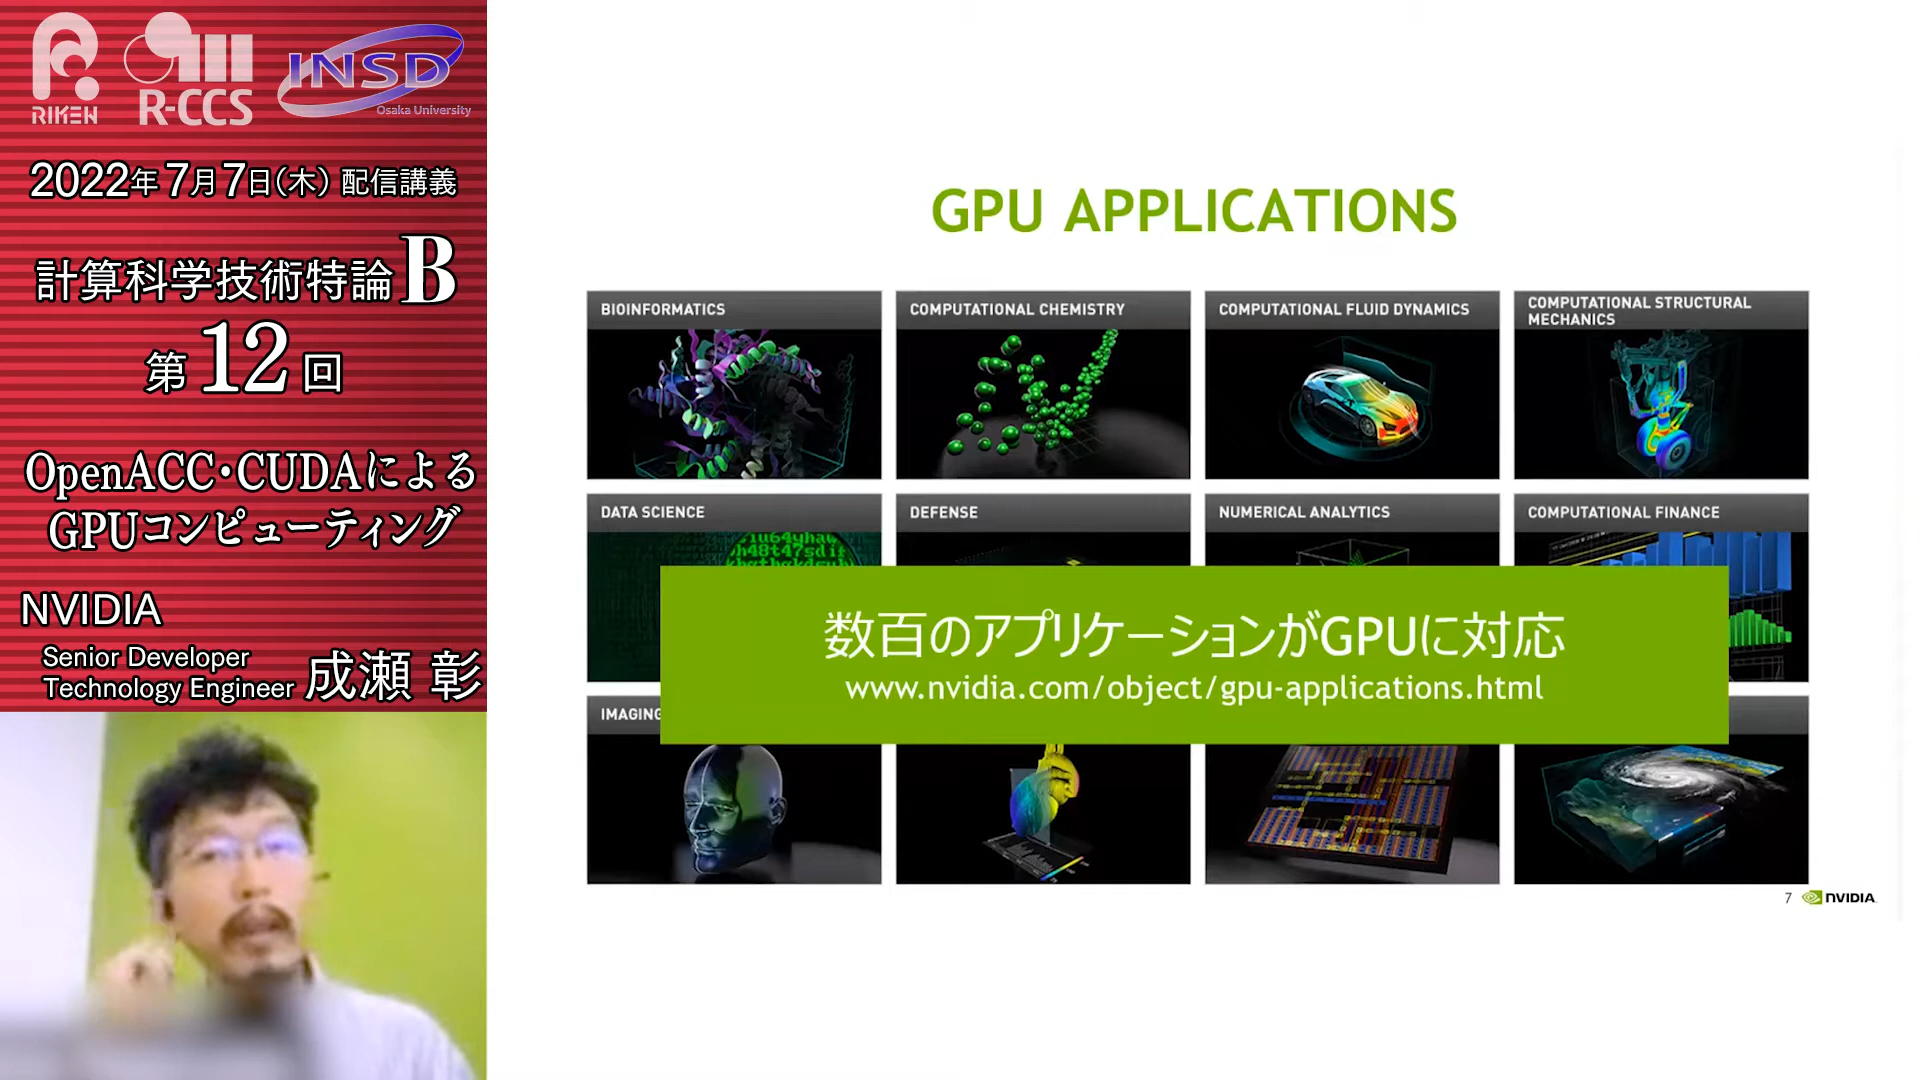 RIKEN
R-CCS
INSD
Osaka University
2022年7月7日(木) 配信講義
計算科学技術特論B
第12回
OpenACC・CUDAによる
GPUコンピューティング
NVIDIA
Senior Developer
Technology Engineer 成瀬 彰
GPU APPLICATIONS
BIOINFORMATICS
COMPUTATIONAL CHEMISTRY
COMPUTATIONAL FLUID DYNAMICS
COMPUTATIONAL STRUCTURAL
MECHANICS
DATA SCIENCE
DEFENSE
NUMERICAL ANALYTICS
COMPUTATIONAL FINANCE
数百のアプリケーションがGPUに対応
www.nvidia.com/object/gpu-applications.html
IMAGING
7 NVIDIA